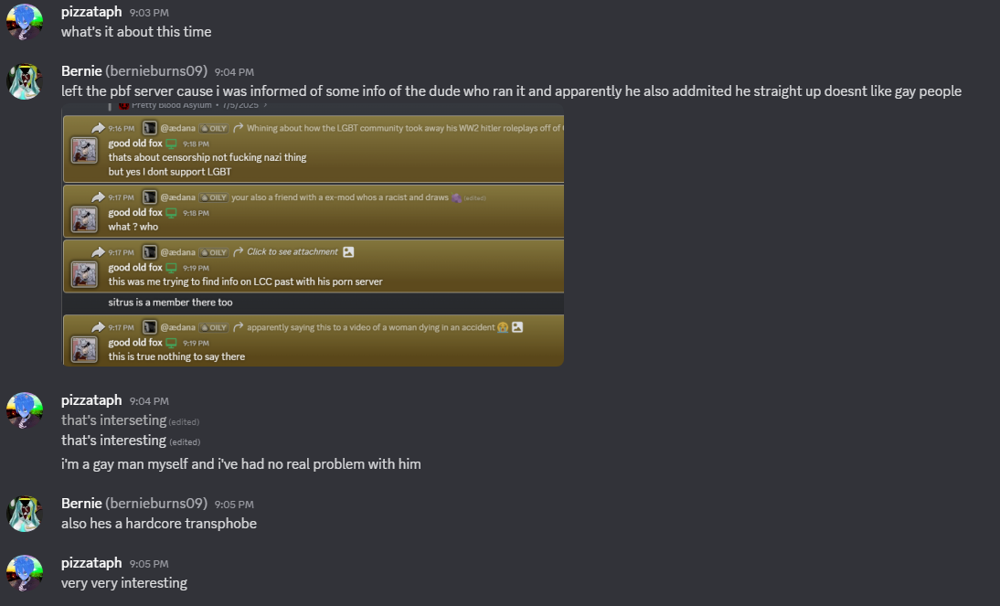 pizzataph 9:03 PM
what's it about this time
Bernie (bernieburns09) 9:04 PM
left the pbf server cause i was informed of some info of the dude who ran it and apparently he also addmited he straight up doesnt like gay people
Pretty Blood Asylum • 7/5/2025 >
9:16 PM @ædana OILY Whining about how the LGBT community took away his WW2 hitler roleplays off of
good old fox 9:18 PM
thats about censorship not fucking nazi thing
but yes I dont support LGBT
9:17 PM @ædana OILY your also a friend with a ex-mod whos a racist and draws (edited)
good old fox 9:18 PM
what ? who
9:17 PM @ædana OILY Click to see attachment
good old fox 9:19 PM
this was me trying to find info on LCC past with his porn server
sitrus is a member there too
9:17 PM @ædana OILY apparently saying this to a video of a woman dying in an accident 😭
good old fox 9:19 PM
this is true nothing to say there
pizzataph 9:04 PM
that's interseting (edited)
that's interesting (edited)
i'm a gay man myself and i've had no real problem with him
Bernie (bernieburns09) 9:05 PM
also hes a hardcore transphobe
pizzataph 9:05 PM
very very interesting